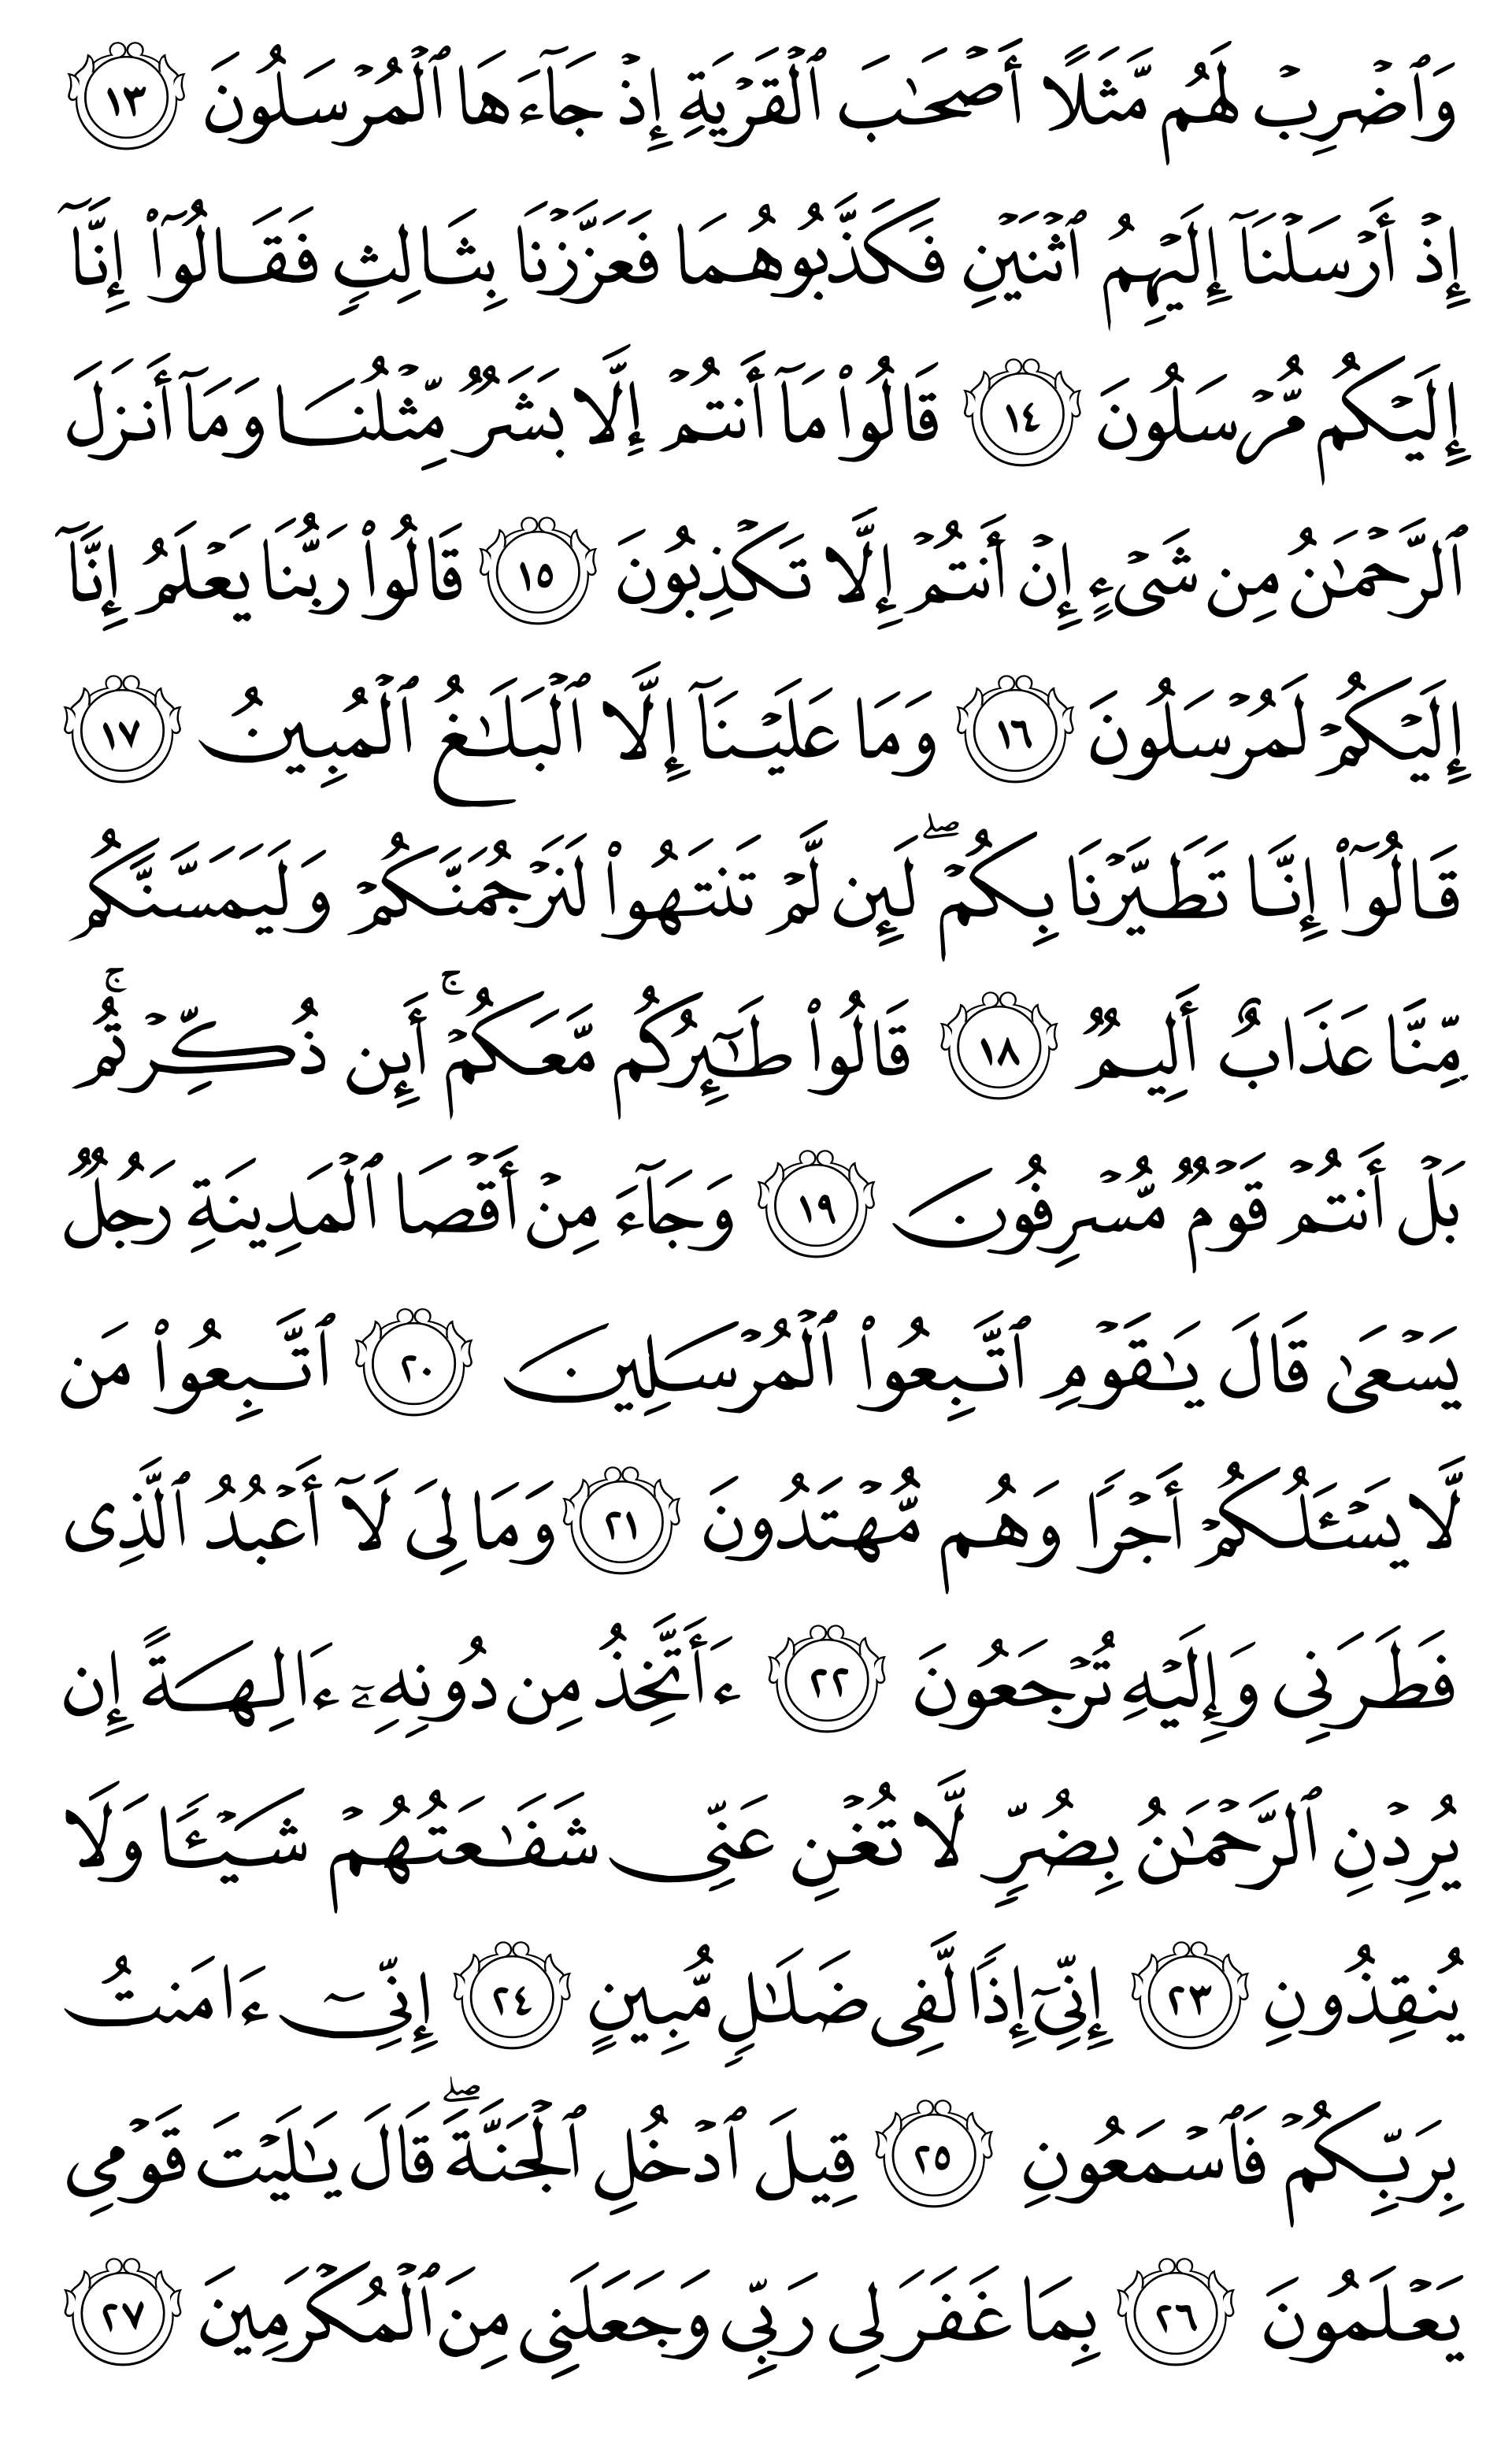 وَٱضۡرِبۡ لَهُم مَّثَلًا أَصۡحَـٰبَ ٱلۡقَرۡيَةِ إِذۡ جَآءَهَا ٱلۡمُرۡسَلُونَ ١٣
إِذۡ أَرۡسَلۡنَآ إِلَيۡهِمُ ٱثۡنَيۡنِ فَكَذَّبُوهُمَا فَعَزَّزۡنَا بِثَالِثٍ فَقَالُوٓاْ إِنَّآ
إِلَيۡكُم مُّرۡسَلُونَ ١٤ قَالُواْ مَآ أَنتُمۡ إِلَّا بَشَرٌ مِّثۡلُنَا وَمَآ أَنزَلَ
ٱلرَّحۡمَـٰنُ مِن شَىۡءٍ إِنۡ أَنتُمۡ إِلَّا تَكۡذِبُونَ ١٥ قَالُواْ رَبُّنَا يَعۡلَمُ إِنَّآ
إِلَيۡكُمۡ لَمُرۡسَلُونَ ١٦ وَمَا عَلَيۡنَآ إِلَّا ٱلۡبَلَـٰغُ ٱلۡمُبِينُ ١٧
قَالُوٓاْ إِنَّا تَطَيَّرۡنَا بِكُمۡۖ لَئِن لَّمۡ تَنتَهُواْ لَنَرۡجُمَنَّكُمۡ وَلَيَمَسَّنَّكُم
مِّنَّا عَذَابٌ أَلِيمٌ ١٨ قَالُواْ طَـٰٓئِرُكُم مَّعَكُمۡۚ أَئِن ذُكِّرۡتُمۚ
بَلۡ أَنتُمۡ قَوۡمٌ مُّسۡرِفُونَ ١٩ وَجَآءَ مِنۡ أَقۡصَا ٱلۡمَدِينَةِ رَجُلٌ
يَسۡعَىٰ قَالَ يَـٰقَوۡمِ ٱتَّبِعُواْ ٱلۡمُرۡسَلِينَ ٢٠ ٱتَّبِعُواْ مَن
لَّا يَسۡـَٔلُكُمۡ أَجۡرًا وَهُم مُّهۡتَدُونَ ٢١ وَمَا لِىَ لَآ أَعۡبُدُ ٱلَّذِى
فَطَرَنِى وَإِلَيۡهِ تُرۡجَعُونَ ٢٢ ءَأَتَّخِذُ مِن دُونِهِۦٓ ءَالِهَةً إِن
يُرِدۡنِ ٱلرَّحۡمَـٰنُ بِضُرٍّ لَّا تُغۡنِ عَنِّى شَفَـٰعَتُهُمۡ شَيۡـًٔا وَلَا
يُنقِذُونِ ٢٣ إِنِّىٓ إِذًا لَّفِى ضَلَـٰلٍ مُّبِينٍ ٢٤ إِنِّىٓ ءَامَنتُ
بِرَبِّكُمۡ فَٱسۡمَعُونِ ٢٥ قِيلَ ٱدۡخُلِ ٱلۡجَنَّةَۖ قَالَ يَـٰلَيۡتَ قَوۡمِى
يَعۡلَمُونَ ٢٦ بِمَا غَفَرَ لِى رَبِّى وَجَعَلَنِى مِنَ ٱلۡمُكۡرَمِينَ ٢٧